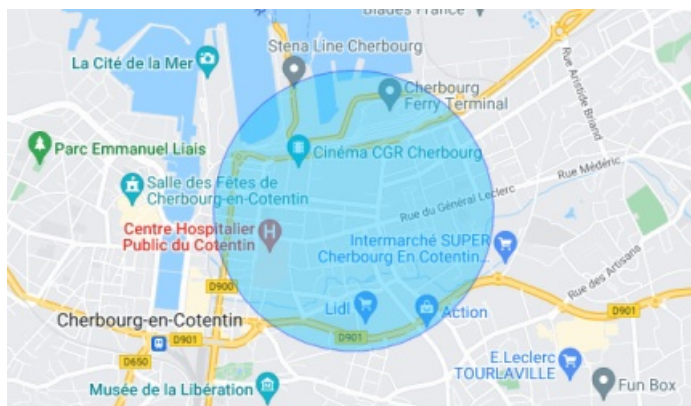 Blades France
Stena Line Cherbourg
La Cité de la Mer
Cherbourg
Ferry Terminal
Rue Aristide Briand
Parc Emmanuel Liais
Cinéma CGR Cherbourg
Rue Médéric
Salle des Fêtes de
Cherbourg-en-Cotentin
Rue du Général Leclerc
Centre Hospitalier
Public du Cotentin
H
Intermarché SUPER
Cherbourg En Cotentin...
Rue des Artisans
D900
Lidl
Action
D901
Cherbourg-en-Cotentin
D901
D901
D650
E.Leclerc
TOURLAVILLE
Musée de la Libération
Fun Box